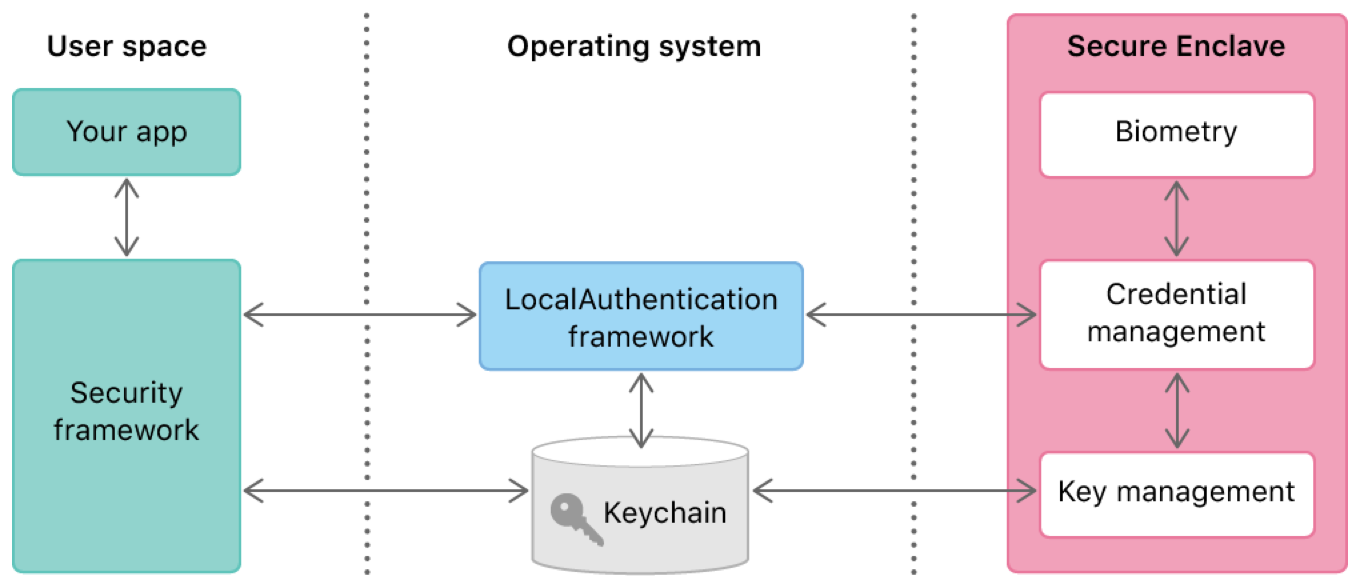 User space
Operating system
Secure Enclave
Your app
Biometry
LocalAuthentication
framework
Credential
management
Security
framework
Keychain
Key management